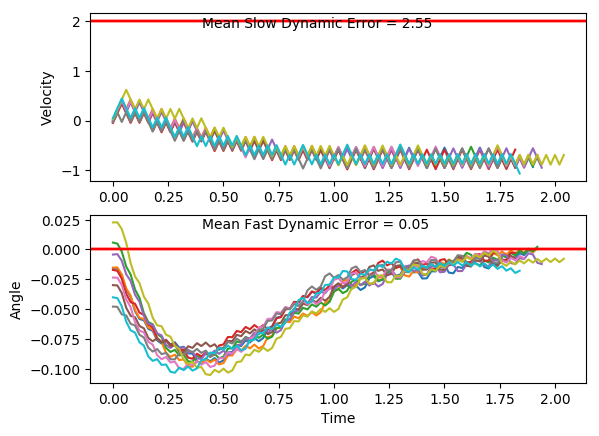 Mean Slow Dynamic Error = 2.55
2
1
0
−1
Velocity
0.00 0.25 0.50 0.75 1.00 1.25 1.50 1.75 2.00
Mean Fast Dynamic Error = 0.05
0.025
0.000
−0.025
−0.050
−0.075
−0.100
Angle
0.00 0.25 0.50 0.75 1.00 1.25 1.50 1.75 2.00
Time